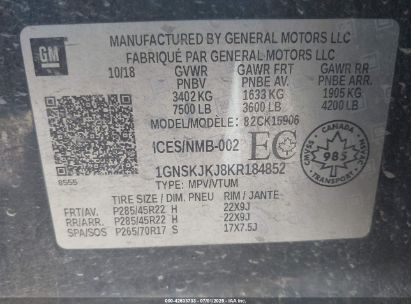 MANUFACTURED BY GENERAL MOTORS LLC
FABRIQUÉ PAR GENERAL MOTORS LLC
GM
10/18 GVWR GAWR FRT GAWR RR
PNBV PNBE AV. PNBE ARR.
3402 KG 1633 KG 1905 KG
7500 LB 3600 LB 4200 LB
MODEL/MODÈLE: 82CK15906
ICES/NMB-002 EC
CANADA
985
1GNSKJKJ8KR184852
8555 TYPE: MPV/VTUM
TIRE SIZE / DIM. PNEU RIM / JANTE
FRT/AV. P285/45R22 H 22X9J
RR/ARR. P285/45R22 H 22X9J
SPA/SOS P265/70R17 S 17X7.5J